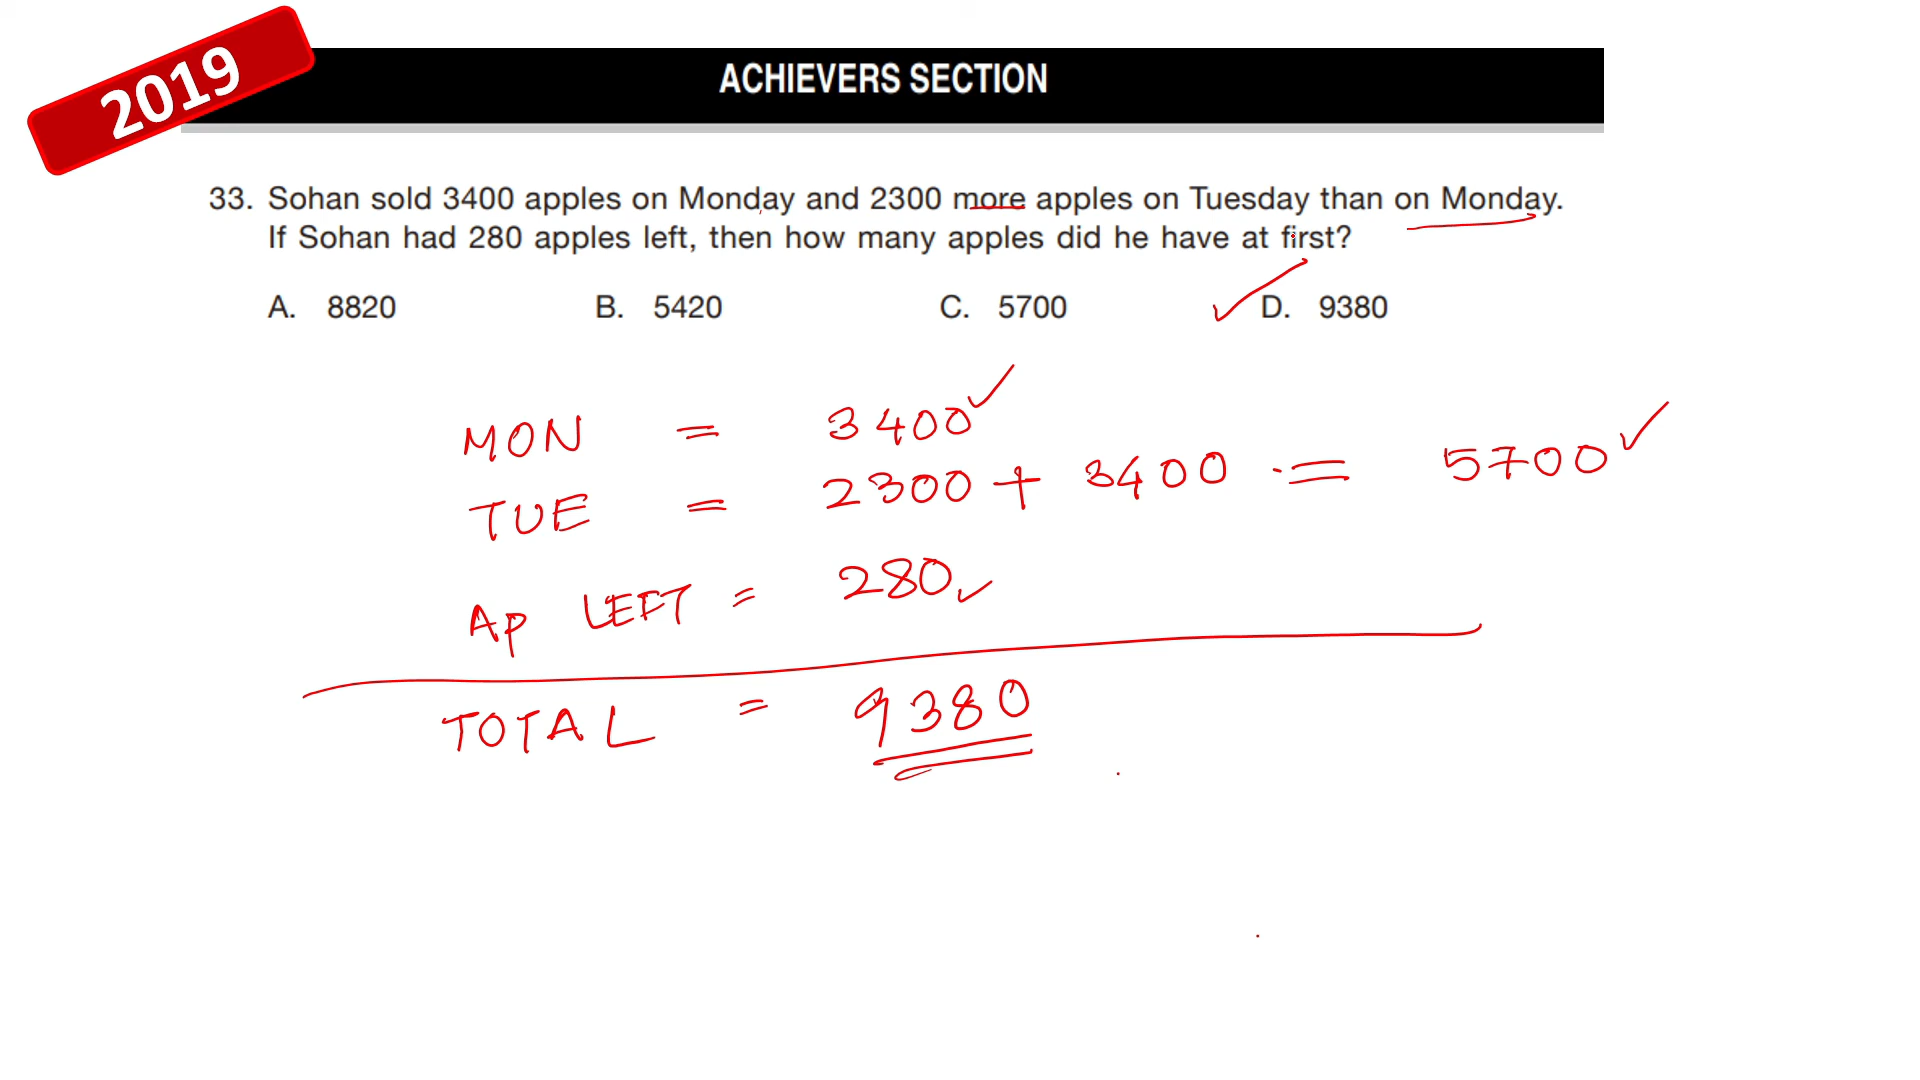 2019
ACHIEVERS SECTION
33. Sohan sold 3400 apples on Monday and 2300 more apples on Tuesday than on Monday.
If Sohan had 280 apples left, then how many apples did he have at first?
A. 8820 B. 5420 C. 5700 D. 9380
MON = 3400
TUE = 2300 + 3400 = 5700
Ap LEFT = 280
TOTAL = 9380